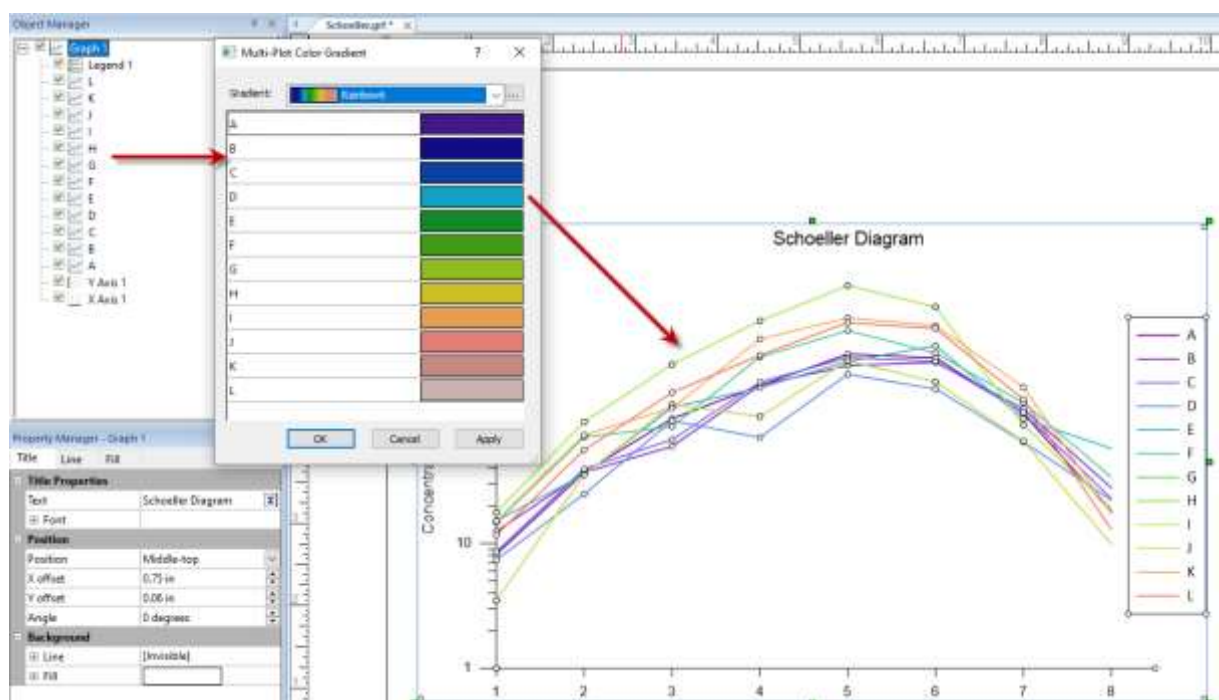 Object Manager
Schoeller.grf *
Graph 1
Legend 1
L
K
J
I
H
G
F
E
D
C
B
A
Y Axis 1
X Axis 1
Multi-Plot Color Gradient
?
Gradient:
A
B
C
D
E
F
G
H
I
J
K
L
OK
Cancel
Apply
Property Manager - Graph 1
Title Line Fill
Title Properties
Text Schoeller Diagram
Font
Position
Position Middle-top
X offset 0.75 in
Y offset 0.06 in
Angle 0 degrees
Background
Line [Invisible]
Fill
Schoeller Diagram
A
B
C
D
E
F
G
H
I
J
K
L
10
1
1 2 3 4 5 6 7 8